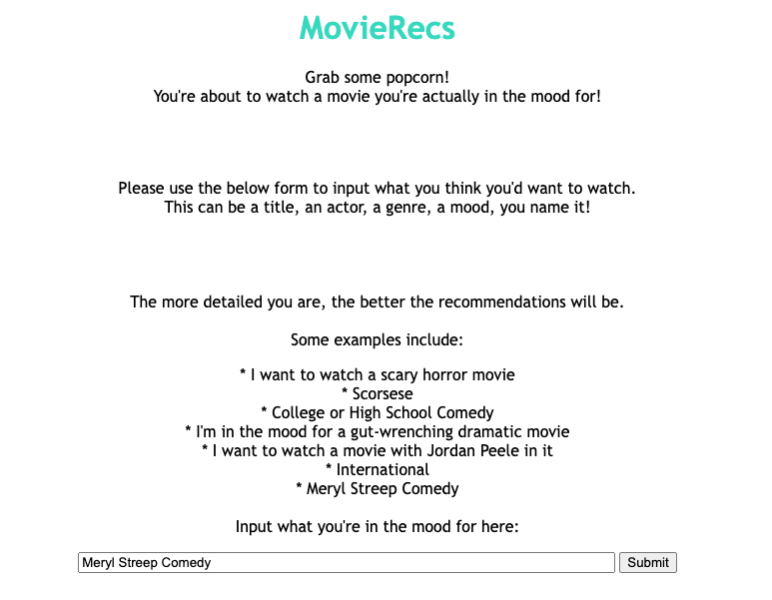 MovieRecs
Grab some popcorn!
You're about to watch a movie you're actually in the mood for!
Please use the below form to input what you think you'd want to watch.
This can be a title, an actor, a genre, a mood, you name it!
The more detailed you are, the better the recommendations will be.
Some examples include:
* I want to watch a scary horror movie
* Scorsese
* College or High School Comedy
* I'm in the mood for a gut-wrenching dramatic movie
* I want to watch a movie with Jordan Peele in it
* International
* Meryl Streep Comedy
Input what you're in the mood for here:
Meryl Streep Comedy Submit